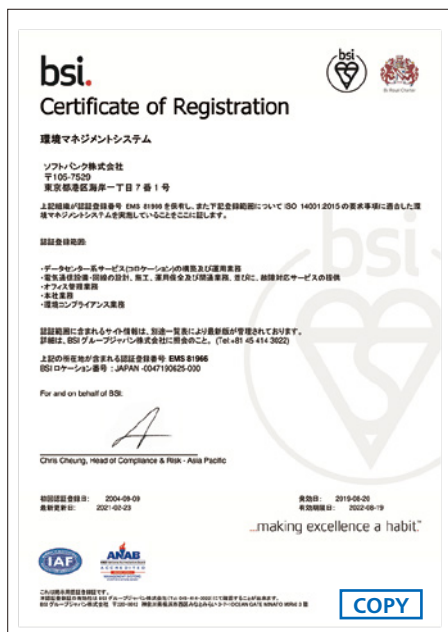 bsi.
bsi
By Royal Charter
Certificate of Registration
環境マネジメントシステム
ソフトバンク株式会社
〒105-7529
東京都港区海岸一丁目7番1号
上記組織が認証登録番号 EMS 81966 を保有し、また下記登録範囲について ISO 14001:2015 の要求事項に適合した環
境マネジメントシステムを実施していることをここに証します。
認証登録範囲:
・データセンター系サービス(コロケーション)の構築及び運用業務
・電気通信設備・回線の設計、施工、運用保全及び関連業務、並びに、故障対応サービスの提供
・オフィス管理業務
・本社業務
・環境コンプライアンス業務
認証範囲に含まれるサイト情報は、別途一覧表により最新版が管理されております。
詳細は、BSI グループジャパン株式会社に照会のこと。(Tel:+81 45 414 3022)
上記の所在地が含まれる認証登録番号: EMS 81966
BSI ロケーション番号 : JAPAN -0047190625-000
For and on behalf of BSI:
Chris Cheung, Head of Compliance & Risk - Asia Pacific
初回認証登録日: 2004-09-09
発効日: 2019-08-20
最新更新日: 2021-02-23
有効期限日: 2022-08-19
...making excellence a habit.™
IAF
ANAB
ACCREDITED
COPY